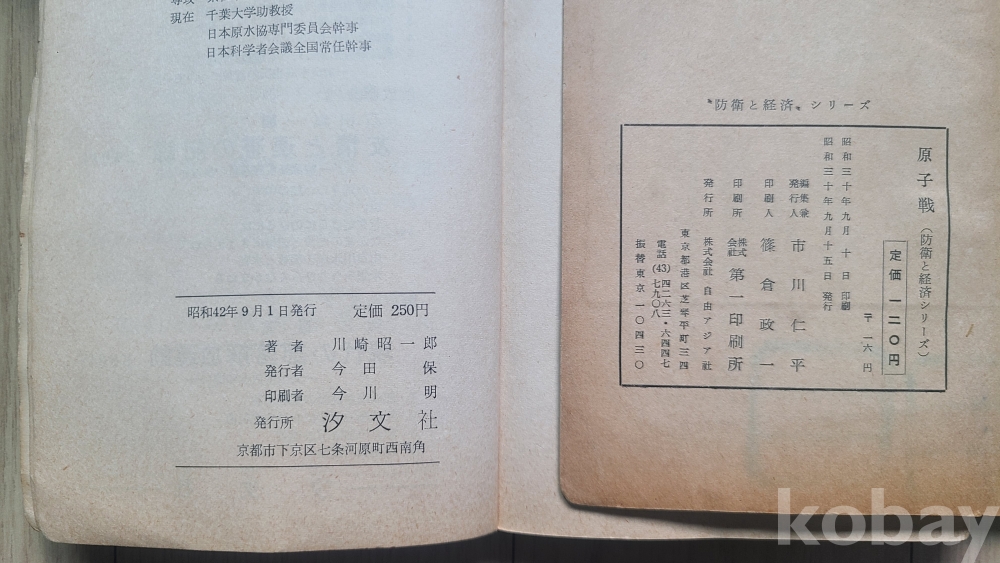 現在 千葉大学助教授
日本原水協専門委員会幹事
日本科学者会議全国常任幹事
昭和42年9月1日発行 定価 250円
著者 川崎昭一郎
発行者 今田保
印刷者 今川明
発行所 汐文社
京都市下京区七条河原町西南角
〝防衛と経済〟シリーズ
原子戦（防衛と経済シリーズ）
定価 一二〇円
〒一六円
昭和三十年九月十日 印刷
昭和三十年九月十五日 発行
編集兼発行人 市川仁平
印刷人 篠倉政一
印刷所 株式会社 第一印刷所
発行所 株式会社 自由アジア社
東京都港区芝琴平町三四
電話 (43) 四二六三・六四四七
七九〇八
振替東京一〇四三〇
kobay